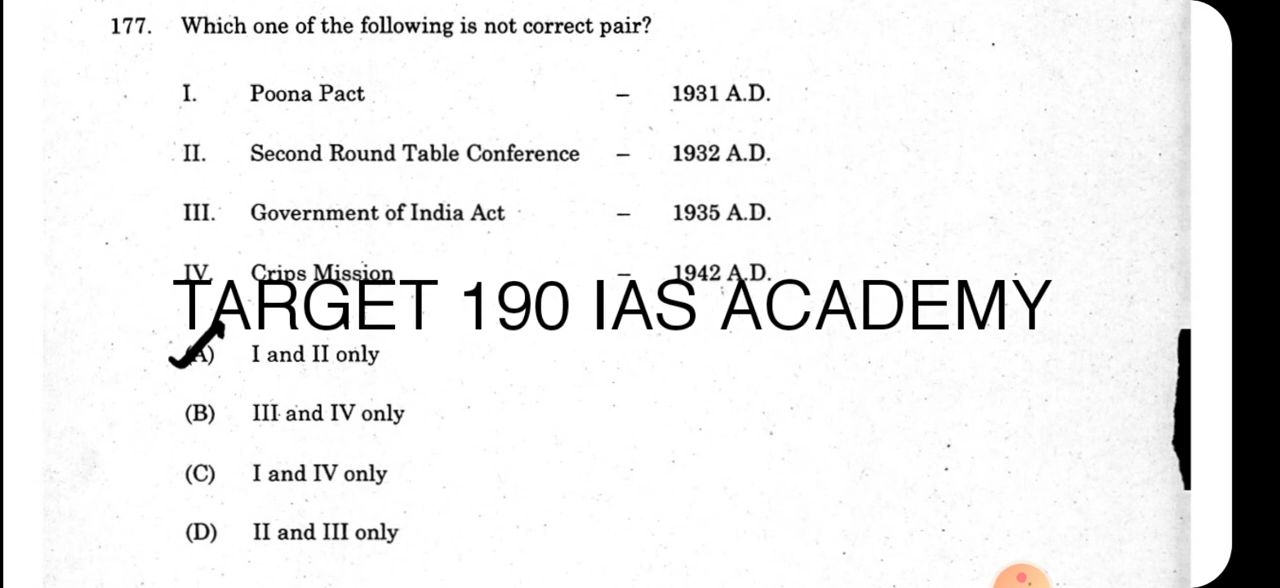 177. Which one of the following is not correct pair?
I. Poona Pact – 1931 A.D.
II. Second Round Table Conference – 1932 A.D.
III. Government of India Act – 1935 A.D.
IV. Crips Mission – 1942 A.D.
TARGET 190 IAS ACADEMY
(A) I and II only
(B) III and IV only
(C) I and IV only
(D) II and III only